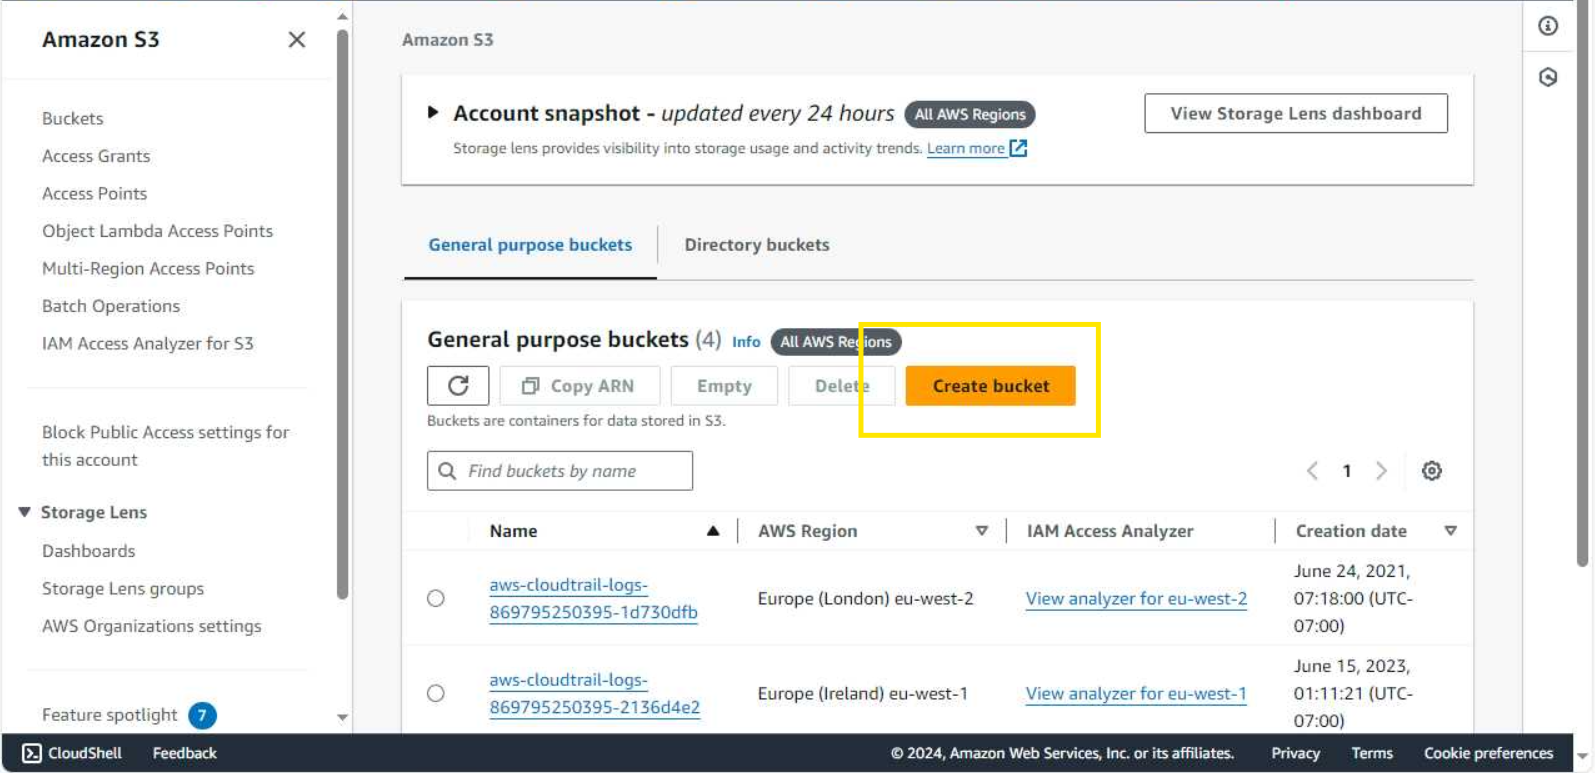 Amazon S3
Buckets
Access Grants
Access Points
Object Lambda Access Points
Multi-Region Access Points
Batch Operations
IAM Access Analyzer for S3
Block Public Access settings for
this account
Storage Lens
Dashboards
Storage Lens groups
AWS Organizations settings
Feature spotlight 7
Amazon S3
Account snapshot - updated every 24 hours All AWS Regions
View Storage Lens dashboard
Storage lens provides visibility into storage usage and activity trends. Learn more
General purpose buckets Directory buckets
General purpose buckets (4) Info All AWS Regions
Copy ARN Empty Delete Create bucket
Buckets are containers for data stored in S3.
Find buckets by name
1
Name AWS Region IAM Access Analyzer Creation date
aws-cloudtrail-logs-
869795250395-1d730dfb
Europe (London) eu-west-2
View analyzer for eu-west-2
June 24, 2021,
07:18:00 (UTC-
07:00)
aws-cloudtrail-logs-
869795250395-2136d4e2
Europe (Ireland) eu-west-1
View analyzer for eu-west-1
June 15, 2023,
01:11:21 (UTC-
07:00)
CloudShell Feedback © 2024, Amazon Web Services, Inc. or its affiliates. Privacy Terms Cookie preferences